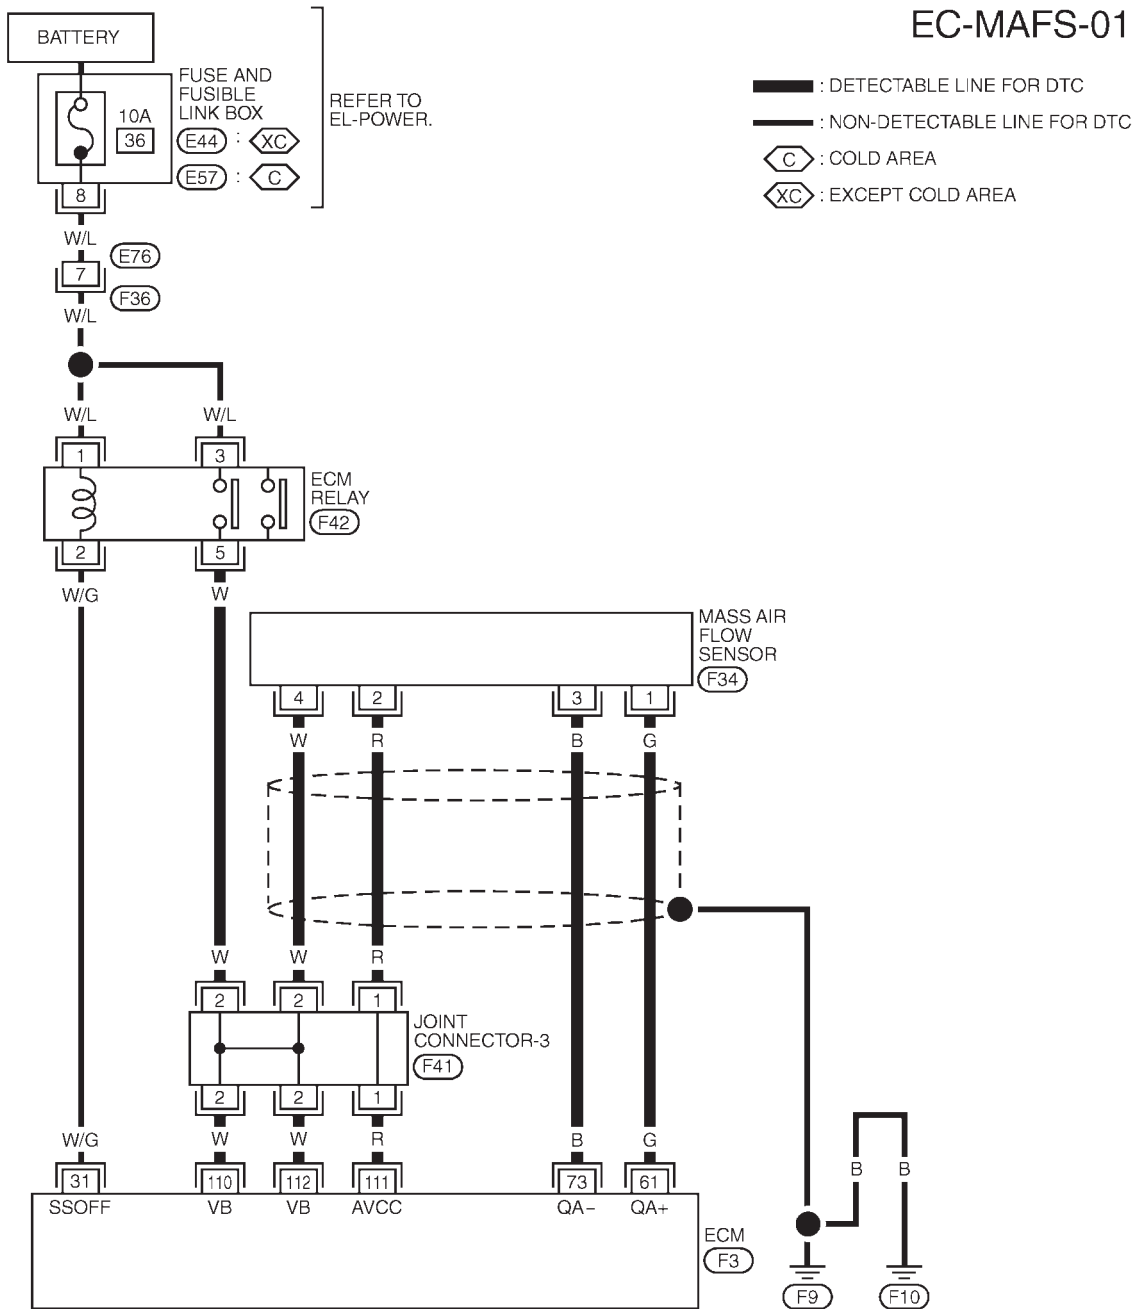 EC-MAFS-01
BATTERY
FUSE AND
FUSIBLE
LINK BOX
10A
36
E44 : XC
E57 : C
REFER TO
EL-POWER.
: DETECTABLE LINE FOR DTC
: NON-DETECTABLE LINE FOR DTC
C : COLD AREA
XC : EXCEPT COLD AREA
8
W/L
E76
7
F36
W/L
W/L W/L
1 3
ECM
RELAY
F42
2 5
W/G W
MASS AIR
FLOW
SENSOR
F34
4 2 3 1
W R B G
W W R
2 2 1
JOINT
CONNECTOR-3
F41
2 2 1
W/G W W R B G
B B
31 110 112 111 73 61
SSOFF VB VB AVCC QA- QA+
ECM
F3
F9 F10